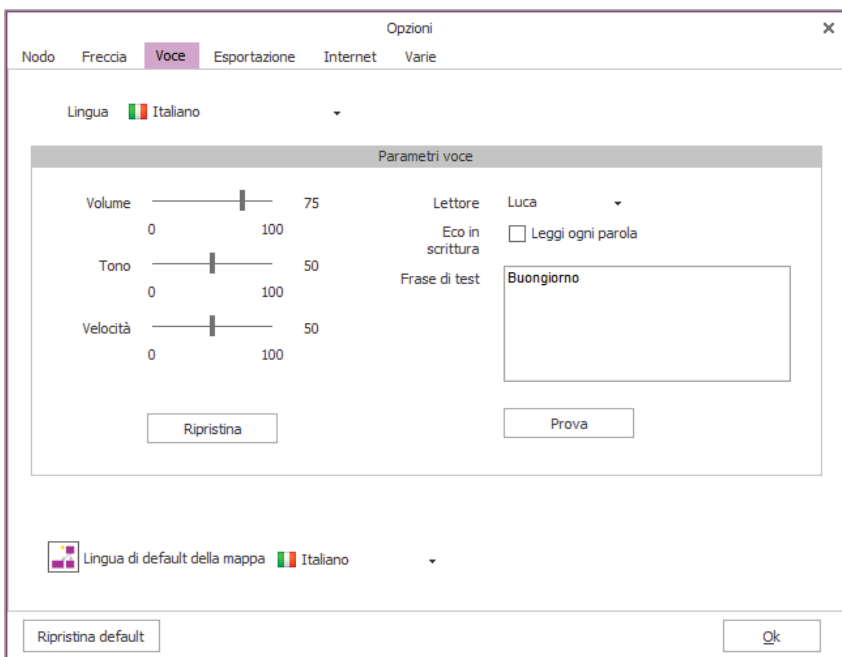 Opzioni
Nodo Freccia Voce Esportazione Internet Varie
Lingua Italiano
Parametri voce
Volume 75
0 100
Tono 50
0 100
Velocità 50
0 100
Ripristina
Lettore Luca
Eco in
scrittura
Leggi ogni parola
Frase di test Buongiorno
Prova
Lingua di default della mappa Italiano
Ripristina default Ok